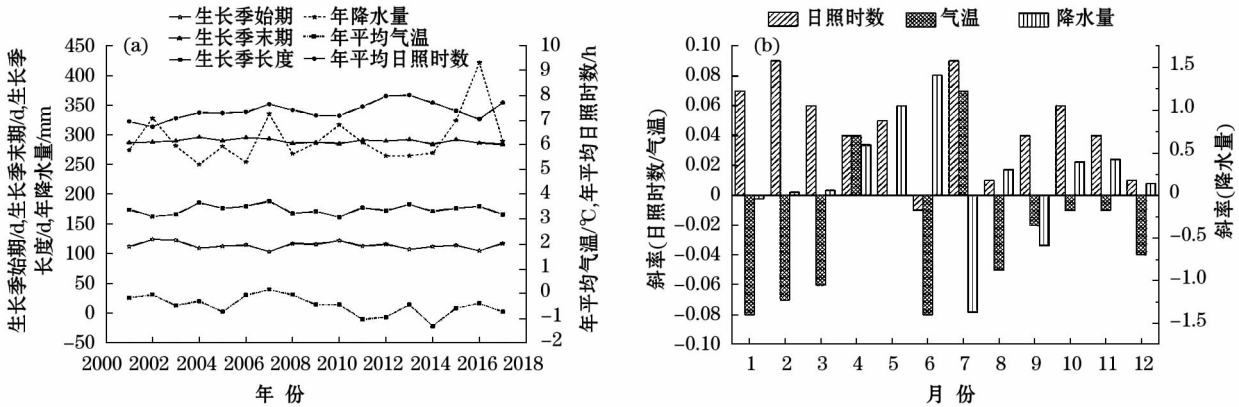 (a)
生长季始期 年降水量
生长季末期 年平均气温
生长季长度 年平均日照时数
生长季始期/d,生长季末期/d,生长季
长度/d,年降水量/mm
450
400
350
300
250
200
150
100
50
0
−50
2000 2002 2004 2006 2008 2010 2012 2014 2016 2018
年 份
10
9
8
7
6
5
4
3
2
1
0
−1
−2
年平均气温/℃,年平均日照时数/h
日照时数 气温 降水量
(b)
斜率(日照时数/气温)
0.10
0.08
0.06
0.04
0.02
0
−0.02
−0.04
−0.06
−0.08
−0.10
1 2 3 4 5 6 7 8 9 10 11 12
月 份
1.5
1.0
0.5
0
−0.5
−1.0
−1.5
斜率(降水量)